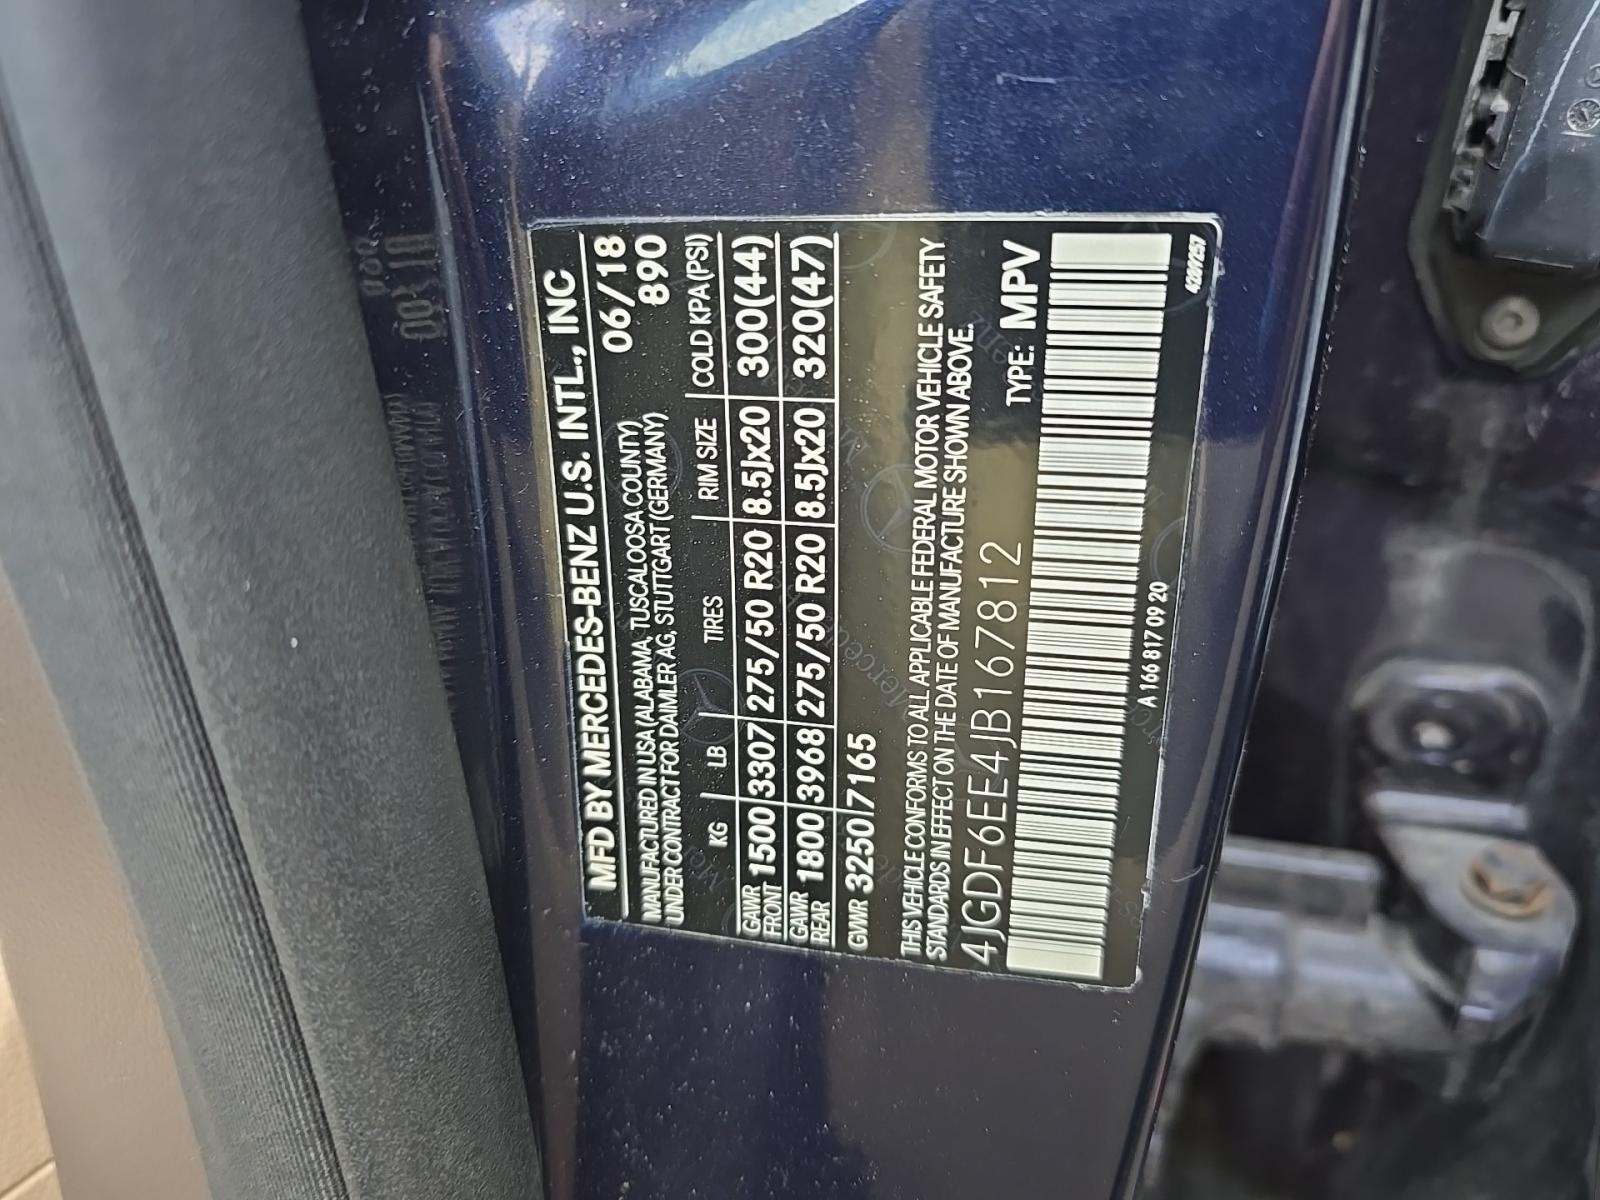 MFD BY MERCEDES-BENZ U.S. INTL., INC
MANUFACTURED IN USA (ALABAMA, TUSCALOOSA COUNTY) 06/18
UNDER CONTRACT FOR DAIMLER AG, STUTTGART (GERMANY) 890
KG LB TIRES RIM SIZE COLD KPA (PSI)
GAWR FRONT 1500 3307 275/50 R20 8.5Jx20 300(44)
GAWR REAR 1800 3968 275/50 R20 8.5Jx20 320(47)
GVWR 3250 7165
THIS VEHICLE CONFORMS TO ALL APPLICABLE FEDERAL MOTOR VEHICLE SAFETY
STANDARDS IN EFFECT ON THE DATE OF MANUFACTURE SHOWN ABOVE.
4JGDF6EE4JB167812 TYPE: MPV
A 166 817 09 20